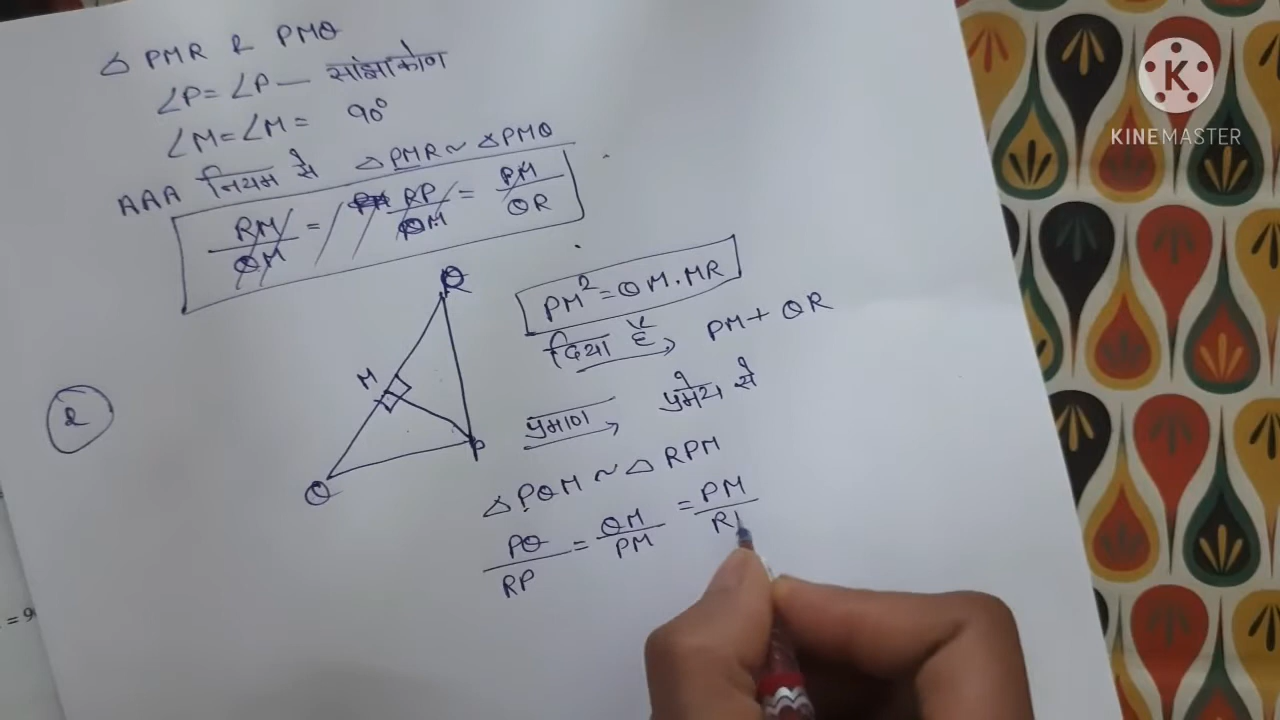 △ PMR & PMQ
∠P = ∠P — सांझाकोण
∠M = ∠M = 90°
AAA नियम से △PMR ~ △PMQ
RM/QM = RP/QM = PM/QR
PM² = QM.MR
दिया है → PM + QR
2
R
M
P
Q
प्रमाण → प्रमेय से
△ PQM ~ △ RPM
PQ/RP = QM/PM = PM/R
= 9
K
KINEMASTER